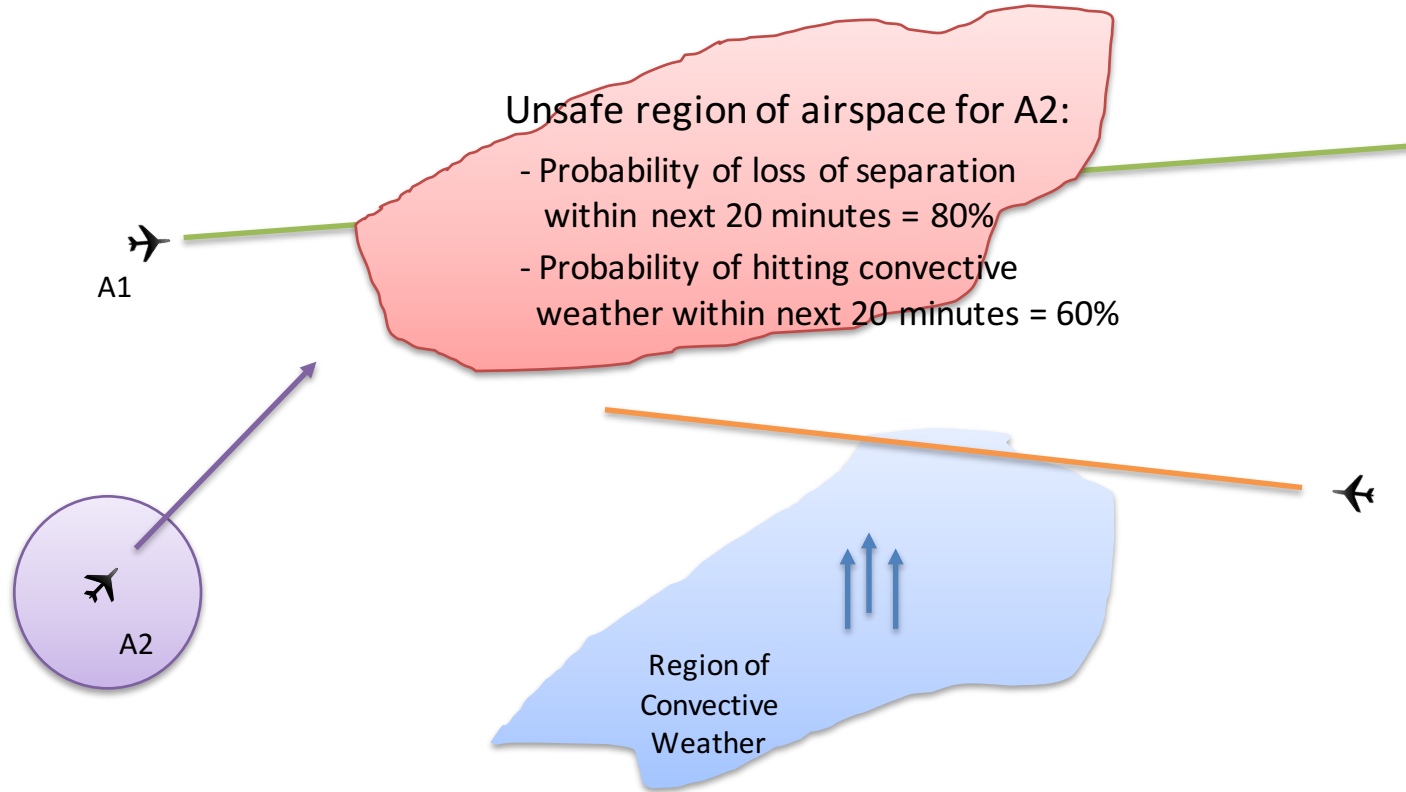 Unsafe region of airspace for A2:
- Probability of loss of separation
within next 20 minutes = 80%
- Probability of hitting convective
weather within next 20 minutes = 60%
A1
A2
Region of
Convective
Weather